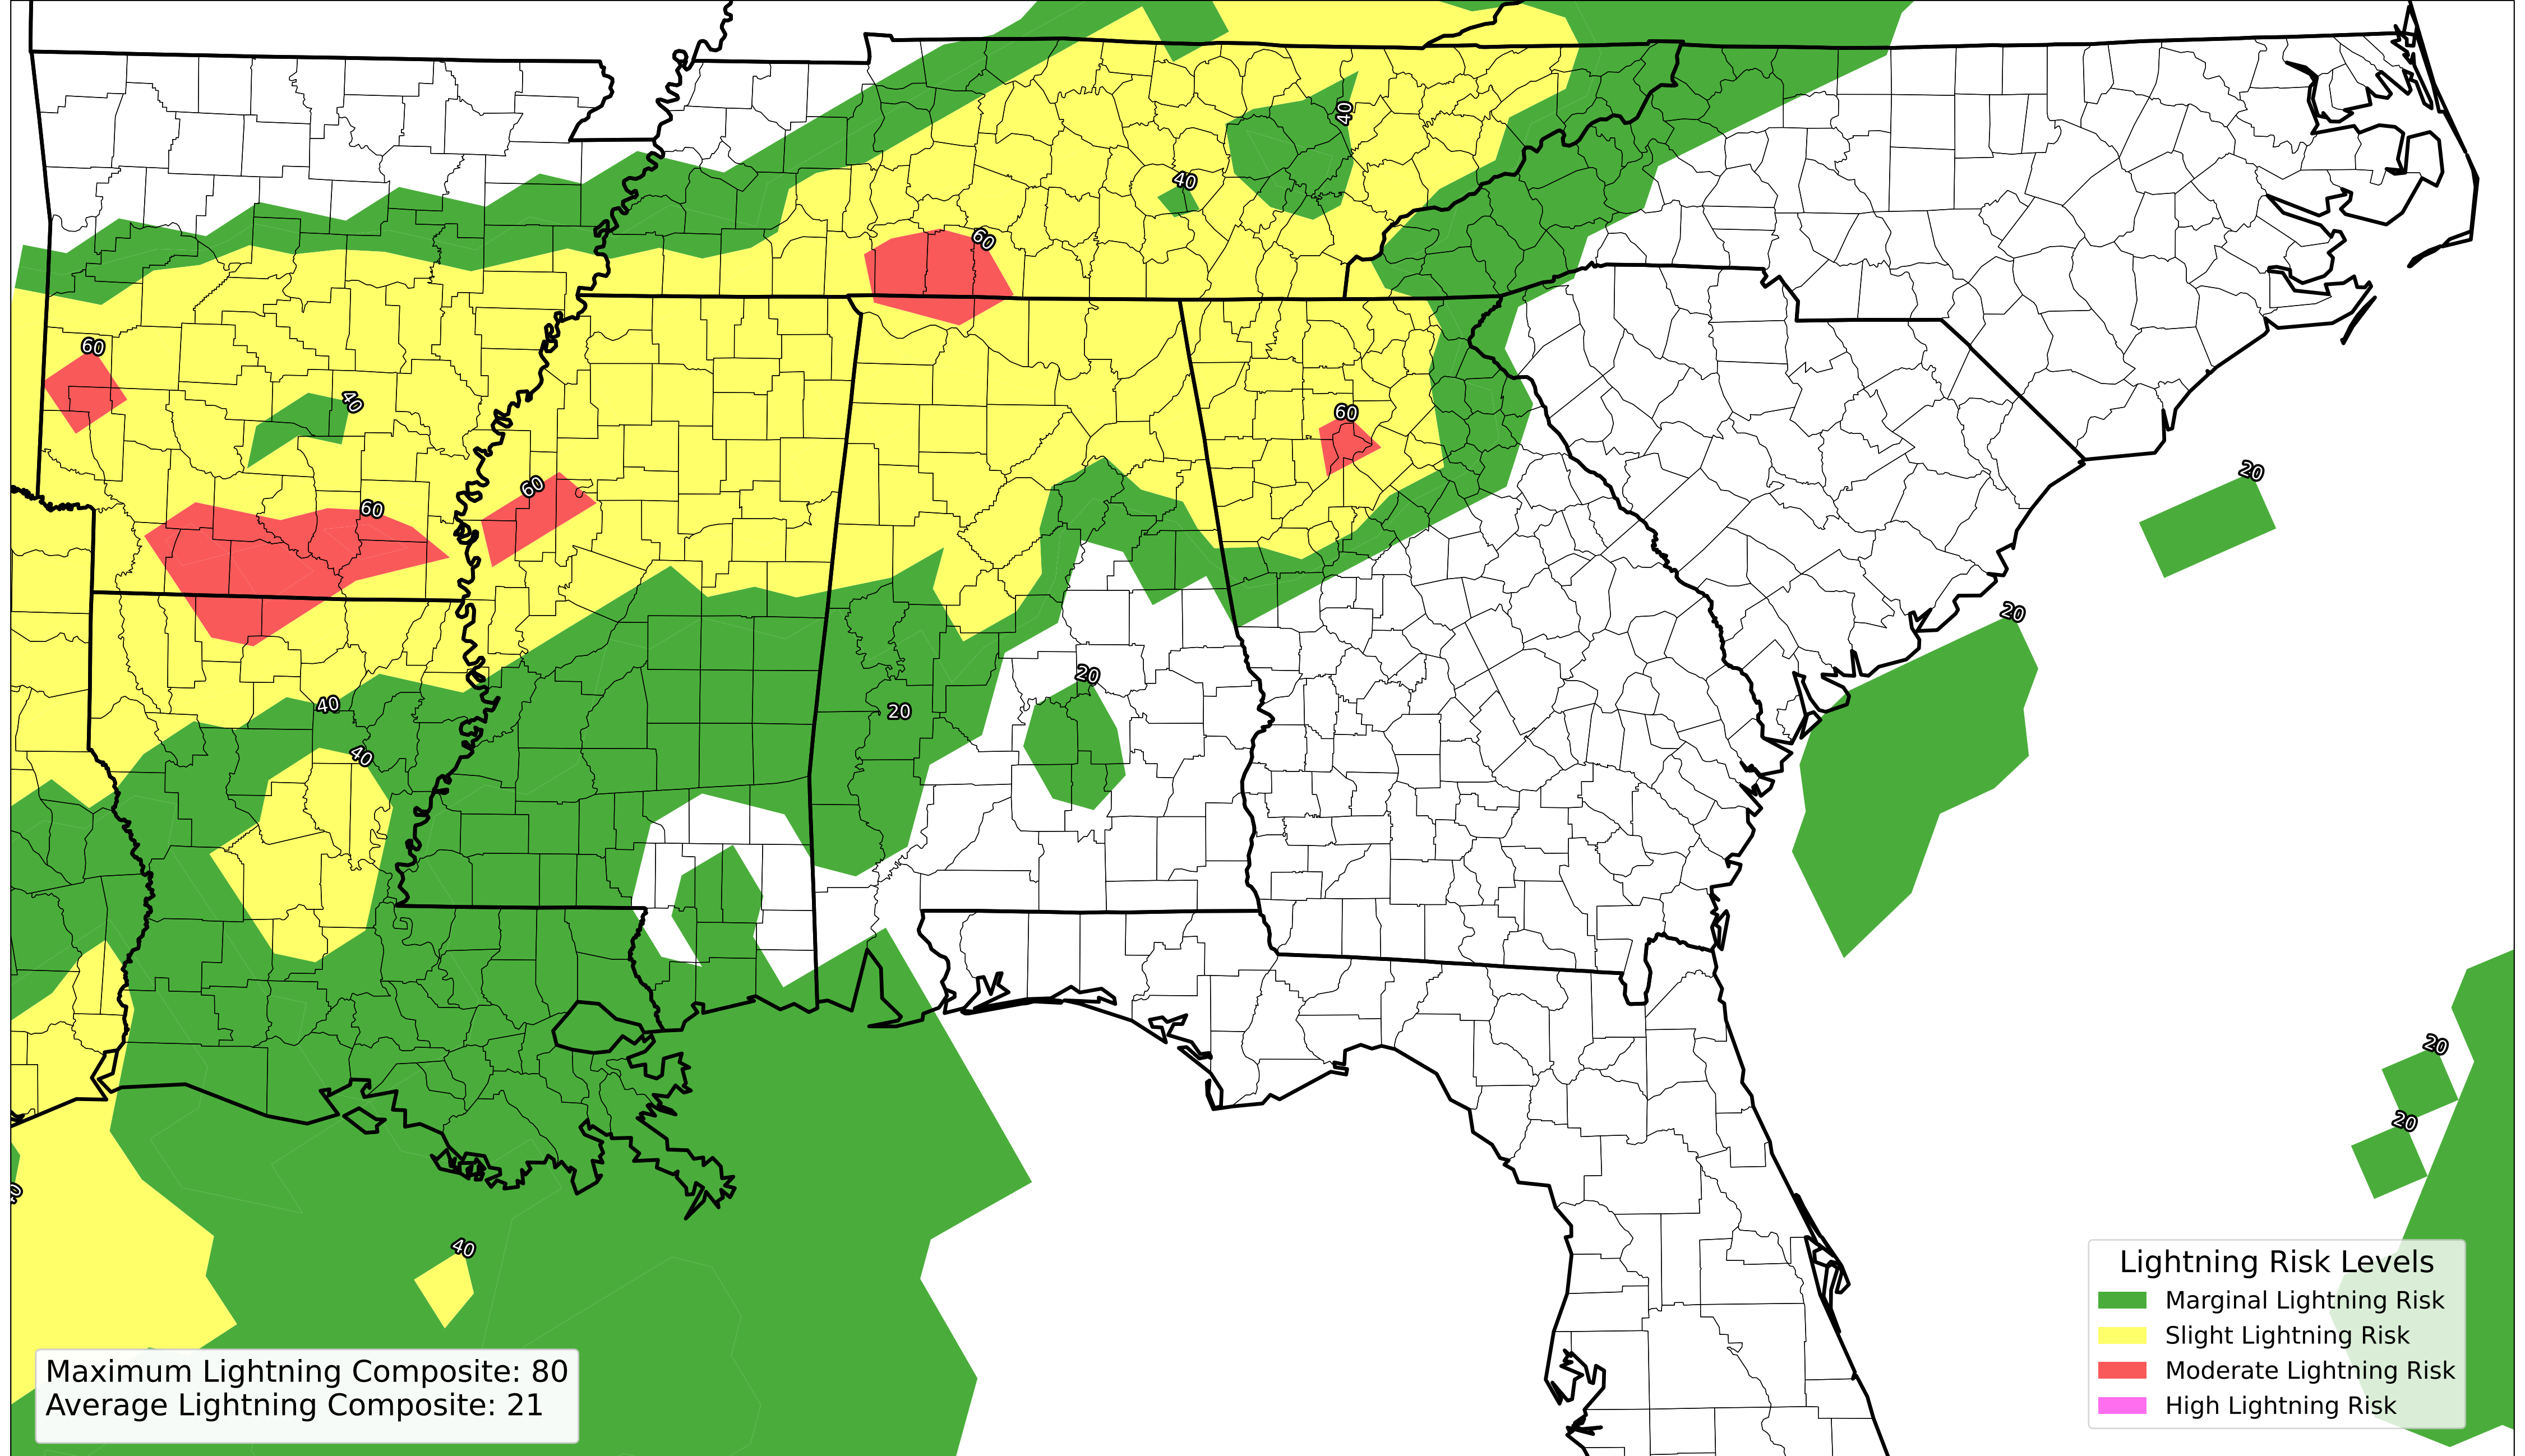 40
40
60
60
40
60
60
60
20
20
20
40
20
40
20
20
40
Lightning Risk Levels
Marginal Lightning Risk
Slight Lightning Risk
Moderate Lightning Risk
High Lightning Risk
Maximum Lightning Composite: 80
Average Lightning Composite: 21